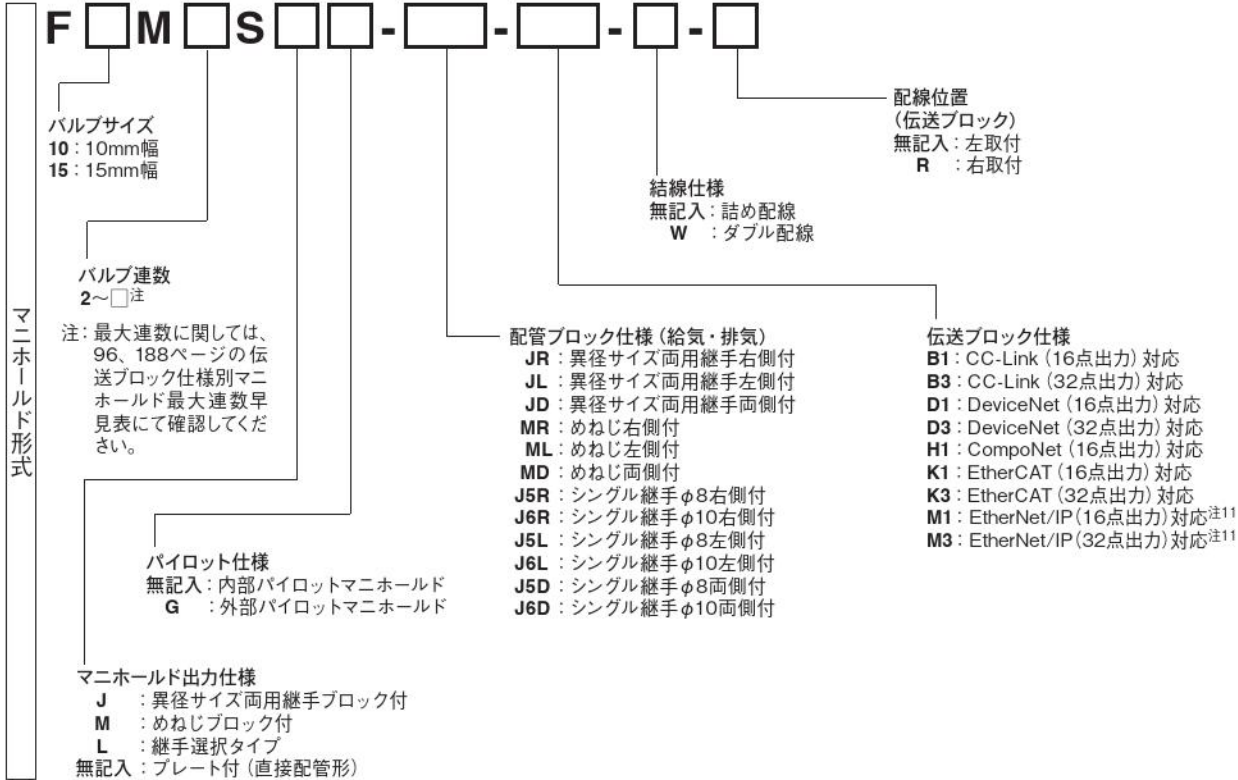 マニホールド形式
F □ M □ S □ □ - □ - □ - □ - □
バルブサイズ
10：10mm幅
15：15mm幅
バルブ連数
2～□注
注：最大連数に関しては、
96、188ページの伝
送ブロック仕様別マニ
ホールド最大連数早
見表にて確認してくだ
さい。
マニホールド出力仕様
J ：異径サイズ両用継手ブロック付
M ：めねじブロック付
L ：継手選択タイプ
無記入：プレート付（直接配管形）
パイロット仕様
無記入：内部パイロットマニホールド
G ：外部パイロットマニホールド
配管ブロック仕様（給気・排気）
JR：異径サイズ両用継手右側付
JL：異径サイズ両用継手左側付
JD：異径サイズ両用継手両側付
MR：めねじ右側付
ML：めねじ左側付
MD：めねじ両側付
J5R：シングル継手φ8右側付
J6R：シングル継手φ10右側付
J5L：シングル継手φ8左側付
J6L：シングル継手φ10左側付
J5D：シングル継手φ8両側付
J6D：シングル継手φ10両側付
伝送ブロック仕様
B1：CC-Link（16点出力）対応
B3：CC-Link（32点出力）対応
D1：DeviceNet（16点出力）対応
D3：DeviceNet（32点出力）対応
H1：CompoNet（16点出力）対応
K1：EtherCAT（16点出力）対応
K3：EtherCAT（32点出力）対応
M1：EtherNet/IP（16点出力）対応注11
M3：EtherNet/IP（32点出力）対応注11
結線仕様
無記入：詰め配線
W ：ダブル配線
配線位置
（伝送ブロック）
無記入：左取付
R ：右取付